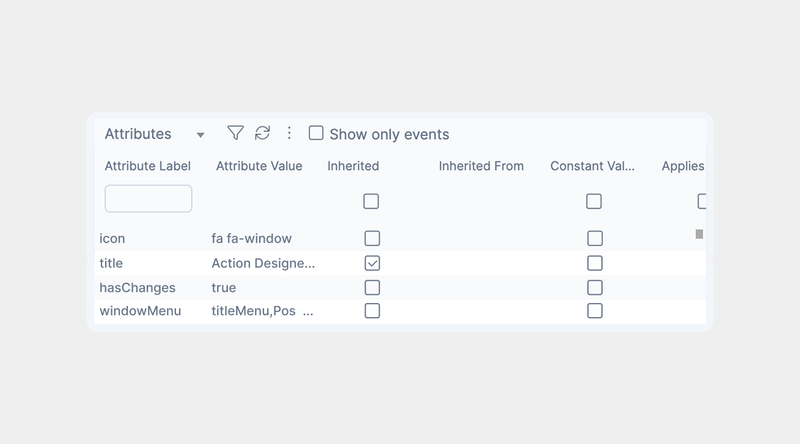 Attributes Show only events
Attribute Label Attribute Value Inherited Inherited From Constant Val... Applies
icon fa fa-window
title Action Designe...
hasChanges true
windowMenu titleMenu,Pos ...